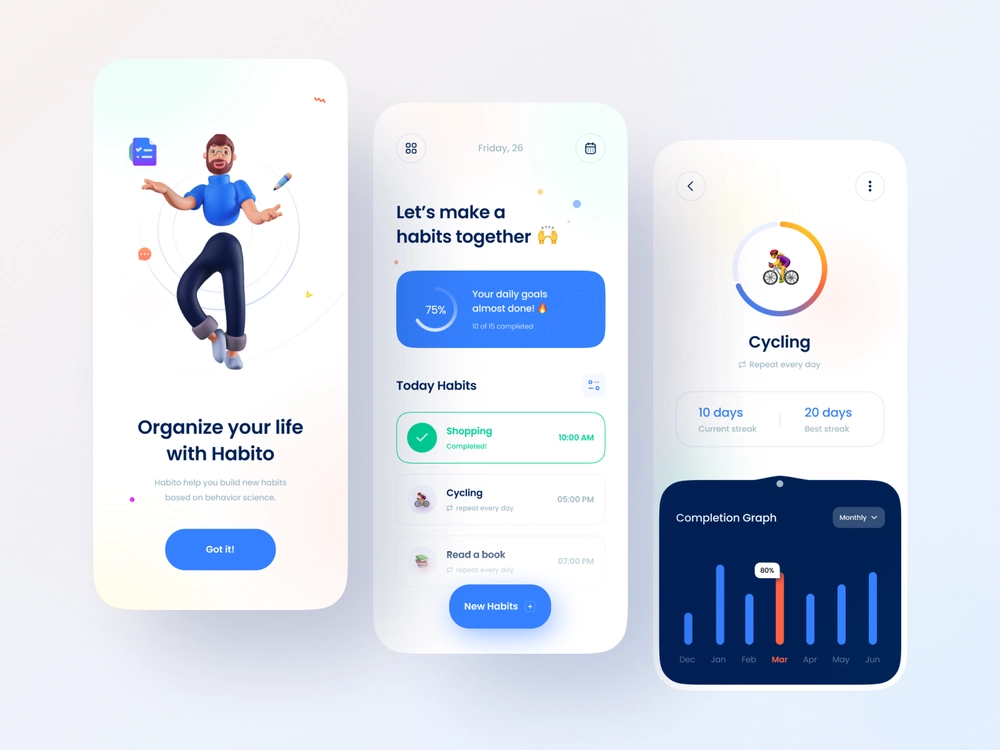 Organize your life
with Habito
Habito help you build new habits
based on behavior science.
Got it!
Friday, 26
Let's make a
habits together 🙌
75%
Your daily goals
almost done! 🔥
10 of 15 completed
Today Habits
Shopping
Completed!
10:00 AM
Cycling
repeat every day
05:00 PM
Read a book
repeat every day
07:00 PM
New Habits +
Cycling
Repeat every day
10 days
Current streak
20 days
Best streak
Completion Graph
Monthly
80%
Dec Jan Feb Mar Apr May Jun